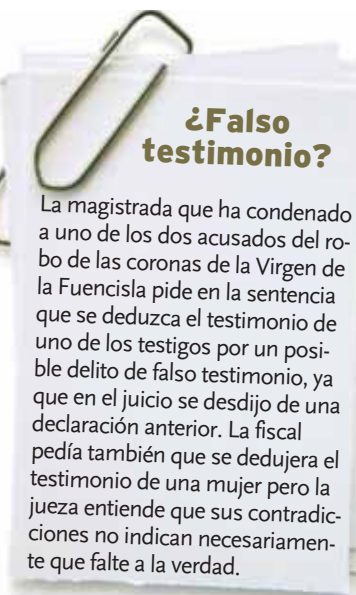 ¿Falso
testimonio?
La magistrada que ha condenado
a uno de los dos acusados del ro-
bo de las coronas de la Virgen de
la Fuencisla pide en la sentencia
que se deduzca el testimonio de
uno de los testigos por un posi-
ble delito de falso testimonio, ya
que en el juicio se desdijo de una
declaración anterior. La fiscal
pedía también que se dedujera el
testimonio de una mujer pero la
jueza entiende que sus contradic-
ciones no indican necesariamen-
te que falte a la verdad.